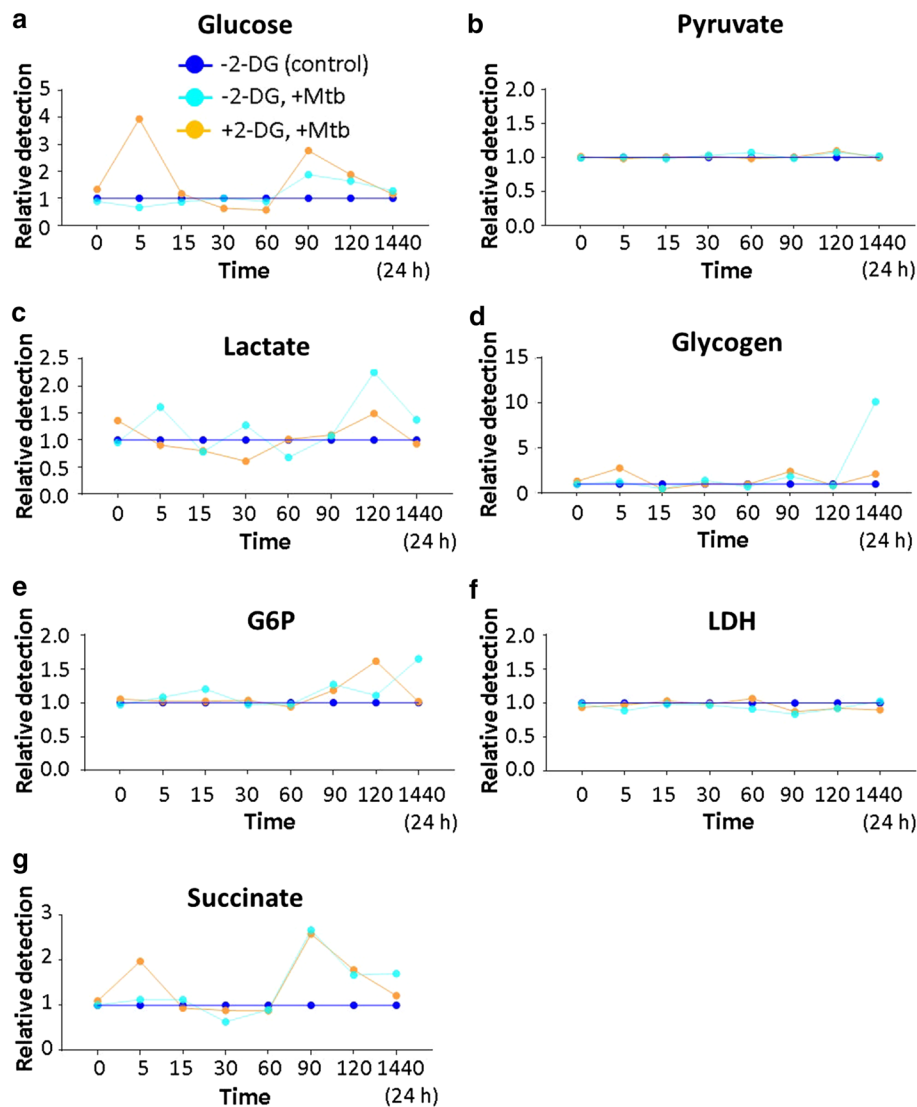 a
Glucose
-2-DG (control)
-2-DG, +Mtb
+2-DG, +Mtb
Relative detection
5
4
3
2
1
0
0 5 15 30 60 90 120 1440
Time (24 h)
b
Pyruvate
Relative detection
2.0
1.5
1.0
0.5
0.0
0 5 15 30 60 90 120 1440
Time (24 h)
c
Lactate
Relative detection
2.5
2.0
1.5
1.0
0.5
0.0
0 5 15 30 60 90 120 1440
Time (24 h)
d
Glycogen
Relative detection
15
10
5
0
0 5 15 30 60 90 120 1440
Time (24 h)
e
G6P
Relative detection
2.0
1.5
1.0
0.5
0.0
0 5 15 30 60 90 120 1440
Time (24 h)
f
LDH
Relative detection
2.0
1.5
1.0
0.5
0.0
0 5 15 30 60 90 120 1440
Time (24 h)
g
Succinate
Relative detection
3
2
1
0
0 5 15 30 60 90 120 1440
Time (24 h)